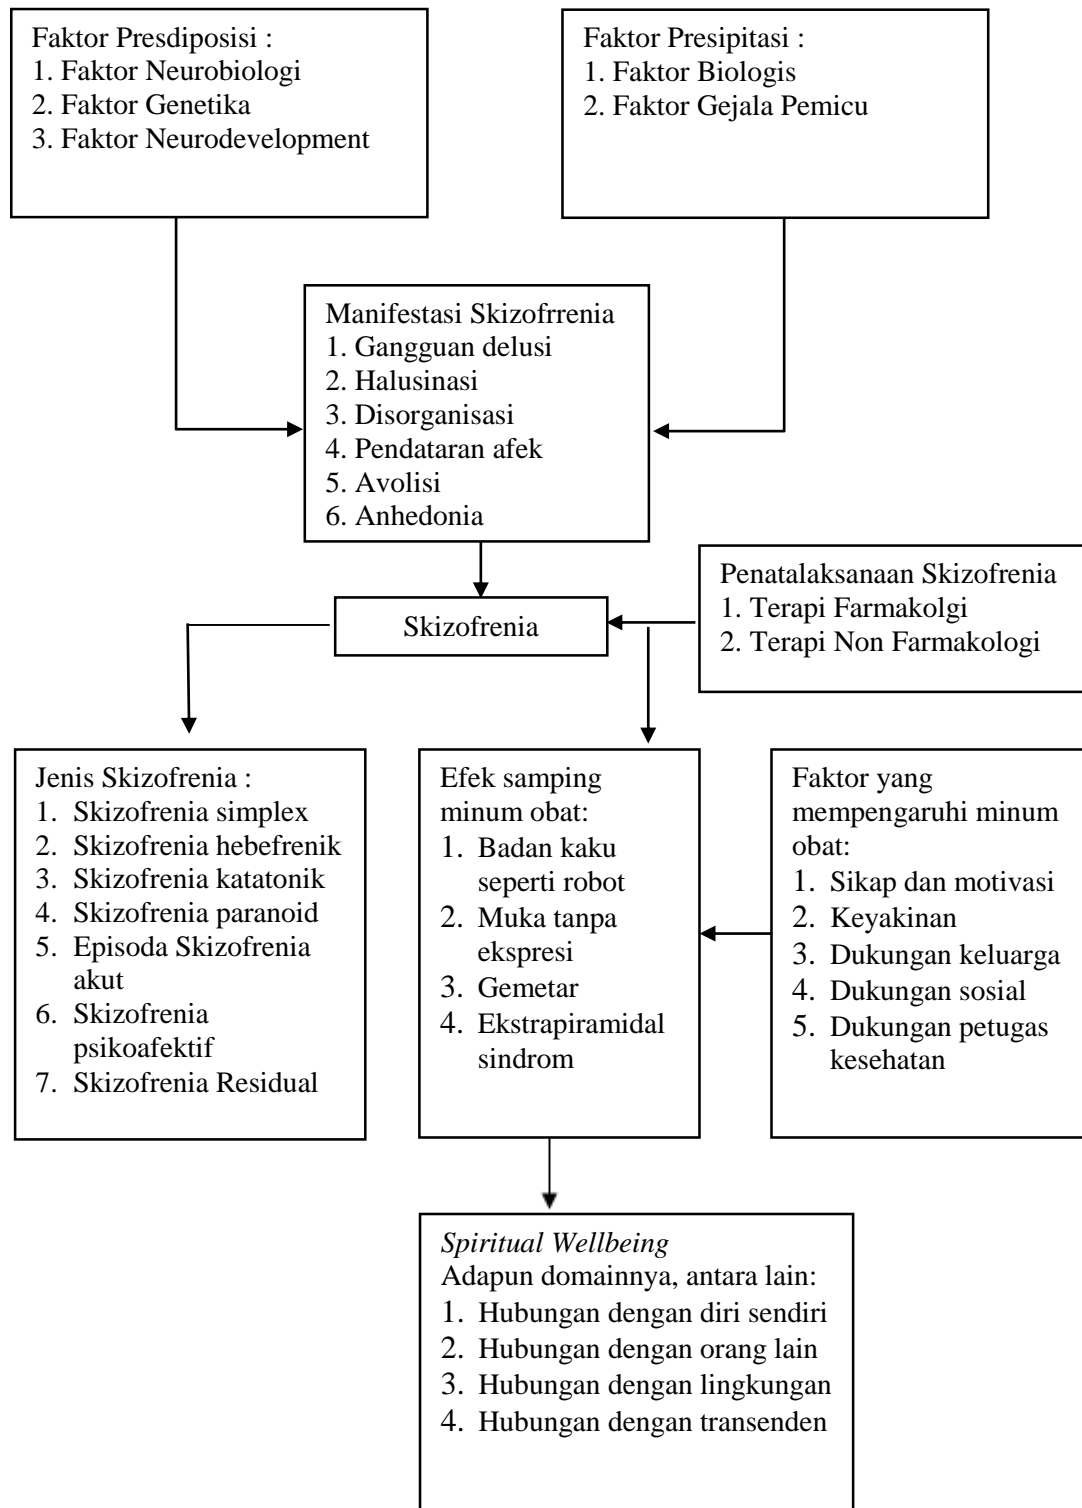 Faktor Presdiposisi :
1. Faktor Neurobiologi
2. Faktor Genetika
3. Faktor Neurodevelopment
Faktor Presipitasi :
1. Faktor Biologis
2. Faktor Gejala Pemicu
Manifestasi Skizofrrenia
1. Gangguan delusi
2. Halusinasi
3. Disorganisasi
4. Pendataran afek
5. Avolisi
6. Anhedonia
Penatalaksanaan Skizofrenia
1. Terapi Farmakolgi
2. Terapi Non Farmakologi
Skizofrenia
Jenis Skizofrenia :
1. Skizofrenia simplex
2. Skizofrenia hebefrenik
3. Skizofrenia katatonik
4. Skizofrenia paranoid
5. Episoda Skizofrenia
akut
6. Skizofrenia
psikoafektif
7. Skizofrenia Residual
Efek samping
minum obat:
1. Badan kaku
seperti robot
2. Muka tanpa
ekspresi
3. Gemetar
4. Ekstrapiramidal
sindrom
Faktor yang
mempengaruhi minum
obat:
1. Sikap dan motivasi
2. Keyakinan
3. Dukungan keluarga
4. Dukungan sosial
5. Dukungan petugas
kesehatan
Spiritual Wellbeing
Adapun domainnya, antara lain:
1. Hubungan dengan diri sendiri
2. Hubungan dengan orang lain
3. Hubungan dengan lingkungan
4. Hubungan dengan transenden